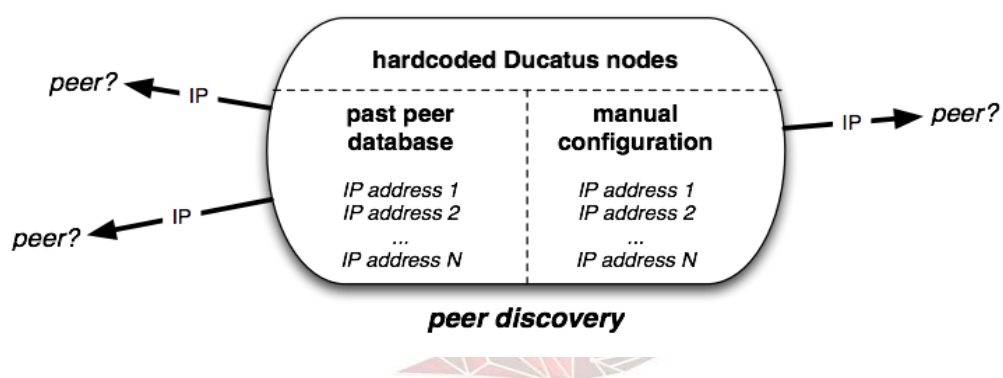 hardcoded Ducatus nodes
peer?
IP
past peer
database
IP address 1
IP address 2
...
IP address N
manual
configuration
IP address 1
IP address 2
...
IP address N
IP
peer?
IP
peer?
peer discovery